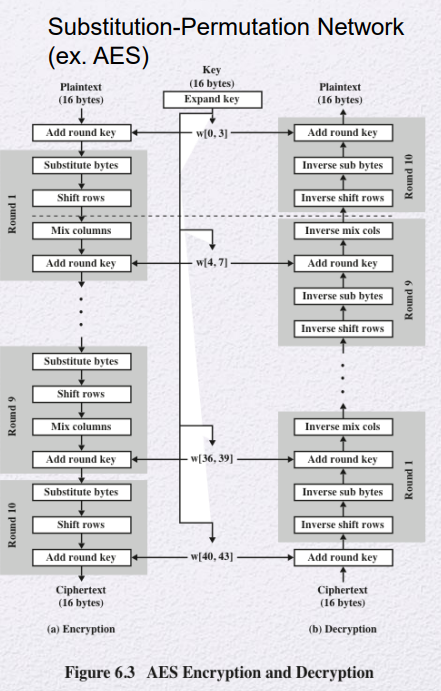 Substitution-Permutation Network
(ex. AES)
Key
(16 bytes)
Expand key
Plaintext
(16 bytes)
Add round key
Substitute bytes
Shift rows
Mix columns
Add round key
Round 1
Substitute bytes
Shift rows
Mix columns
Add round key
Round 9
Substitute bytes
Shift rows
Add round key
Round 10
Ciphertext
(16 bytes)
(a) Encryption
w[0, 3]
w[4, 7]
w[36, 39]
w[40, 43]
Plaintext
(16 bytes)
Add round key
Inverse sub bytes
Inverse shift rows
Round 10
Inverse mix cols
Add round key
Inverse sub bytes
Inverse shift rows
Round 9
Inverse mix cols
Add round key
Inverse sub bytes
Inverse shift rows
Round 1
Add round key
Ciphertext
(16 bytes)
(b) Decryption
Figure 6.3 AES Encryption and Decryption